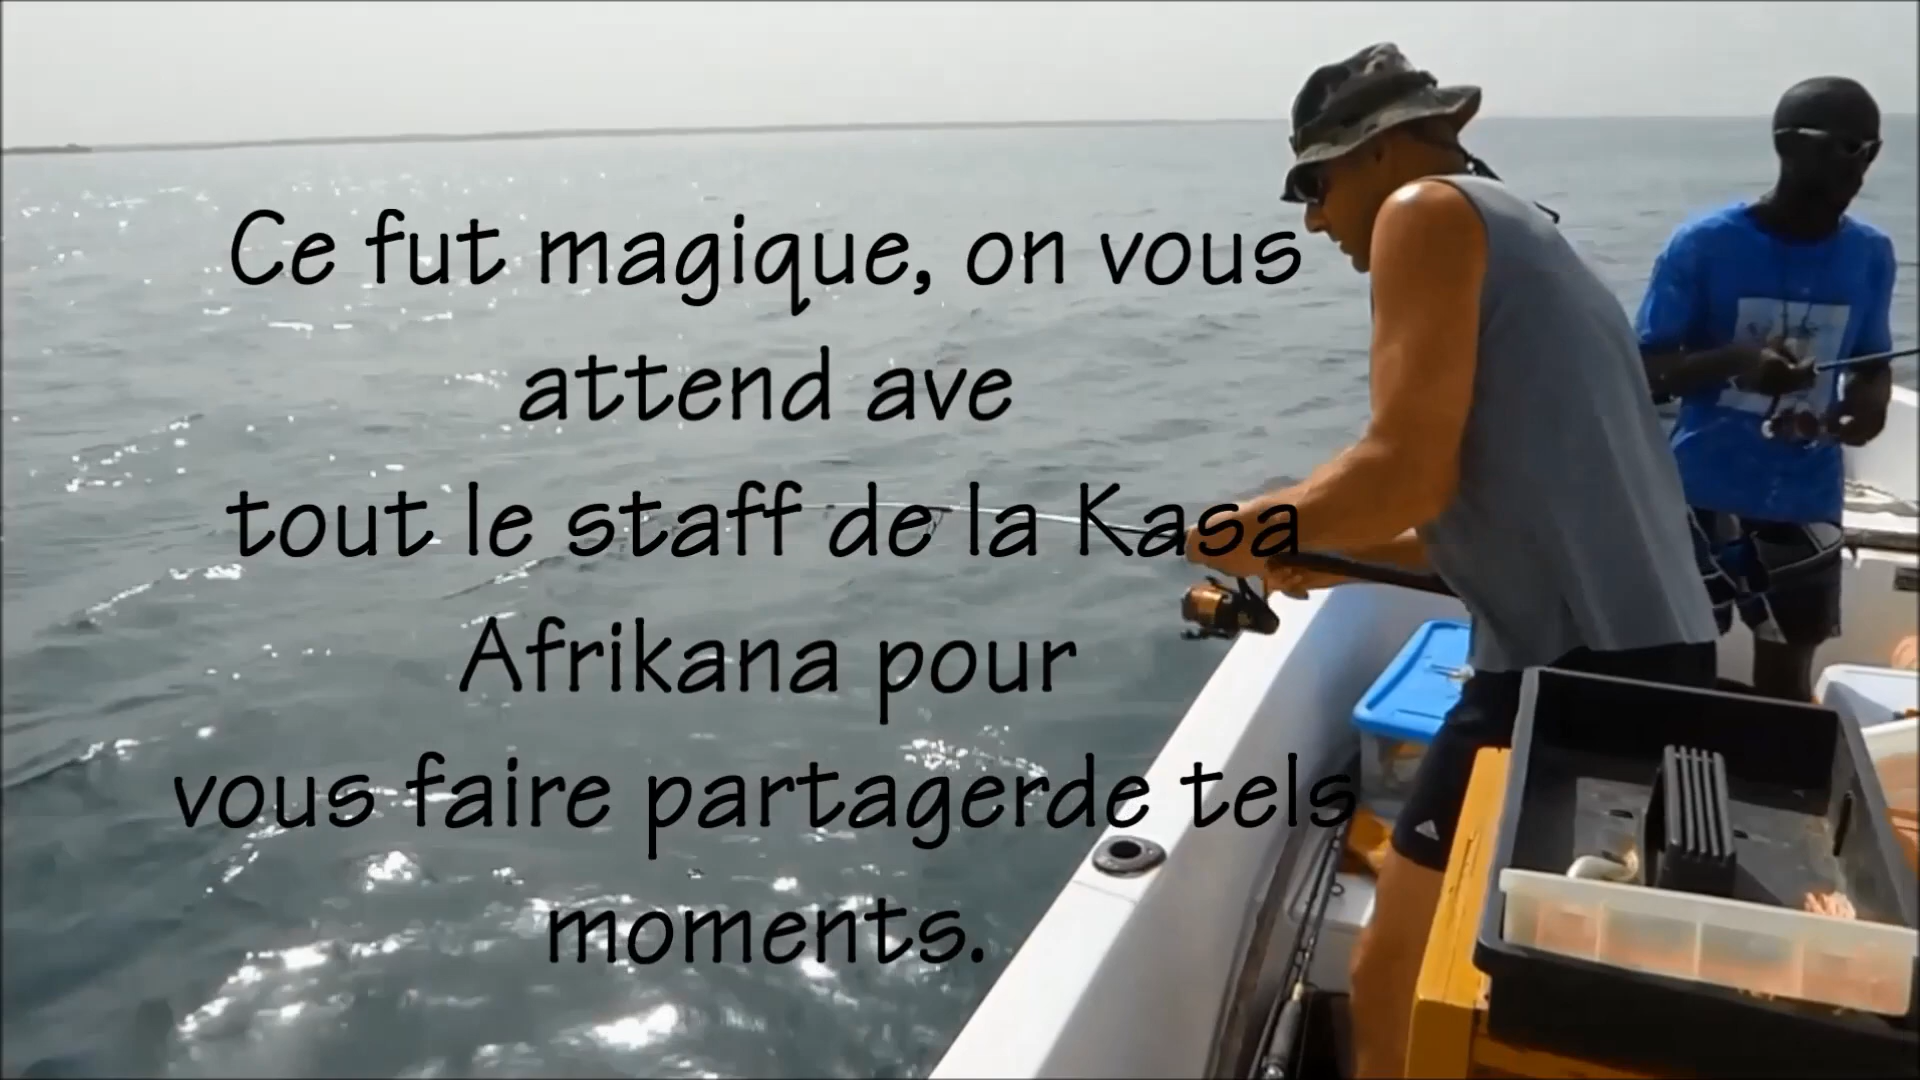 Ce fut magique, on vous
attend ave
tout le staff de la Kasa
Afrikana pour
vous faire partagerde tels
moments.